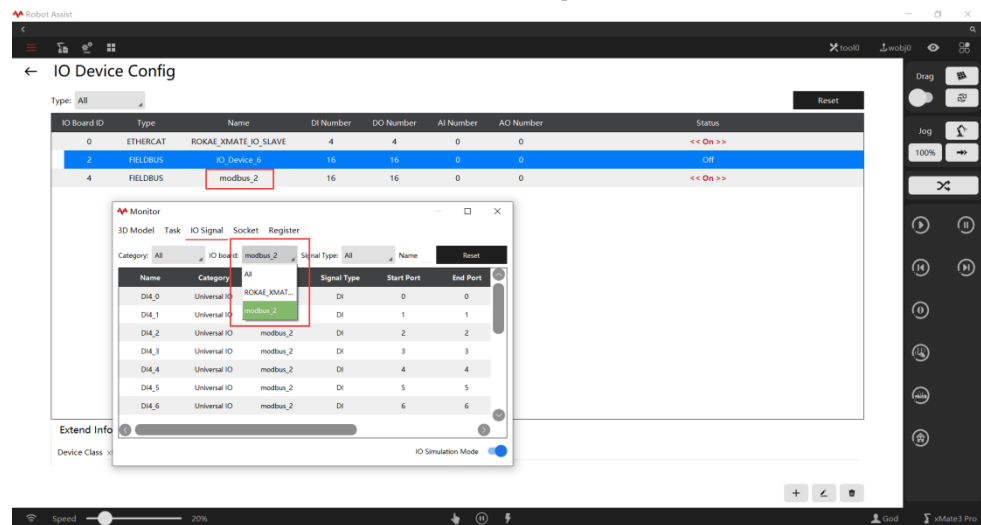 Robot Assist
tool0 wobj0
IO Device Config
Drag
Type: All Reset
IO Board ID Type Name DI Number DO Number AI Number AO Number Status
0 ETHERCAT ROKAE_XMATE_IO_SLAVE 4 4 0 0 << On >>
2 FIELDBUS IO_Device_6 16 16 0 0 Off
4 FIELDBUS modbus_2 16 16 0 0 << On >>
Jog
100%
Monitor
3D Model Task IO Signal Socket Register
Category: All IO board: modbus_2 Signal Type: All Name Reset
All
ROKAE_XMAT...
modbus_2
Name Category Signal Type Start Port End Port
DI4_0 Universal IO DI 0 0
DI4_1 Universal IO DI 1 1
DI4_2 Universal IO modbus_2 DI 2 2
DI4_3 Universal IO modbus_2 DI 3 3
DI4_4 Universal IO modbus_2 DI 4 4
DI4_5 Universal IO modbus_2 DI 5 5
DI4_6 Universal IO modbus_2 DI 6 6
Extend Info
Device Class
IO Simulation Mode
Speed 20% God xMate3 Pro